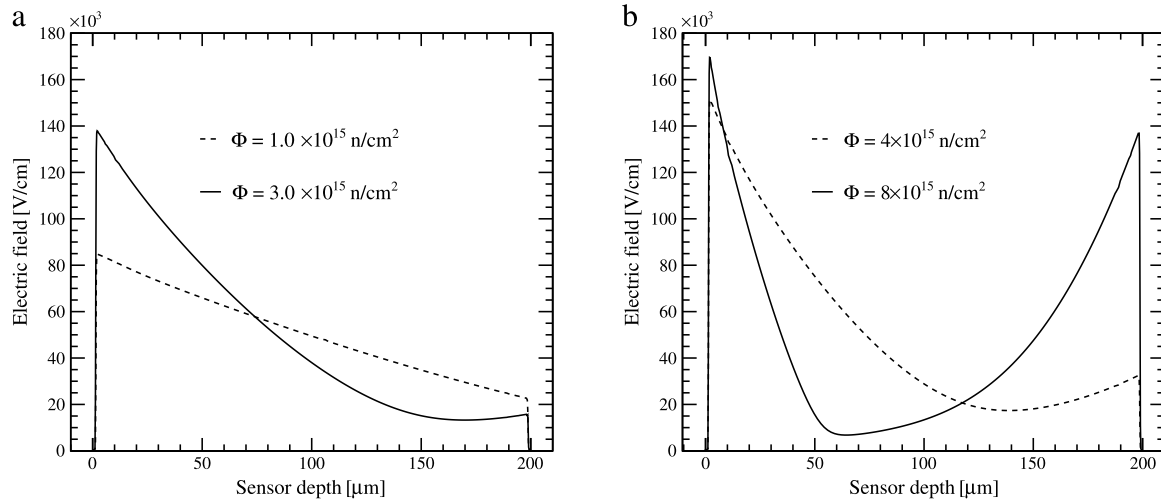 a
×10³
180
160
140
120
100
80
60
40
20
0
Electric field [V/cm]
Φ = 1.0 ×10¹⁵ n/cm²
Φ = 3.0 ×10¹⁵ n/cm²
0 50 100 150 200
Sensor depth [μm]
b
×10³
180
160
140
120
100
80
60
40
20
0
Electric field [V/cm]
Φ = 4×10¹⁵ n/cm²
Φ = 8×10¹⁵ n/cm²
0 50 100 150 200
Sensor depth [μm]